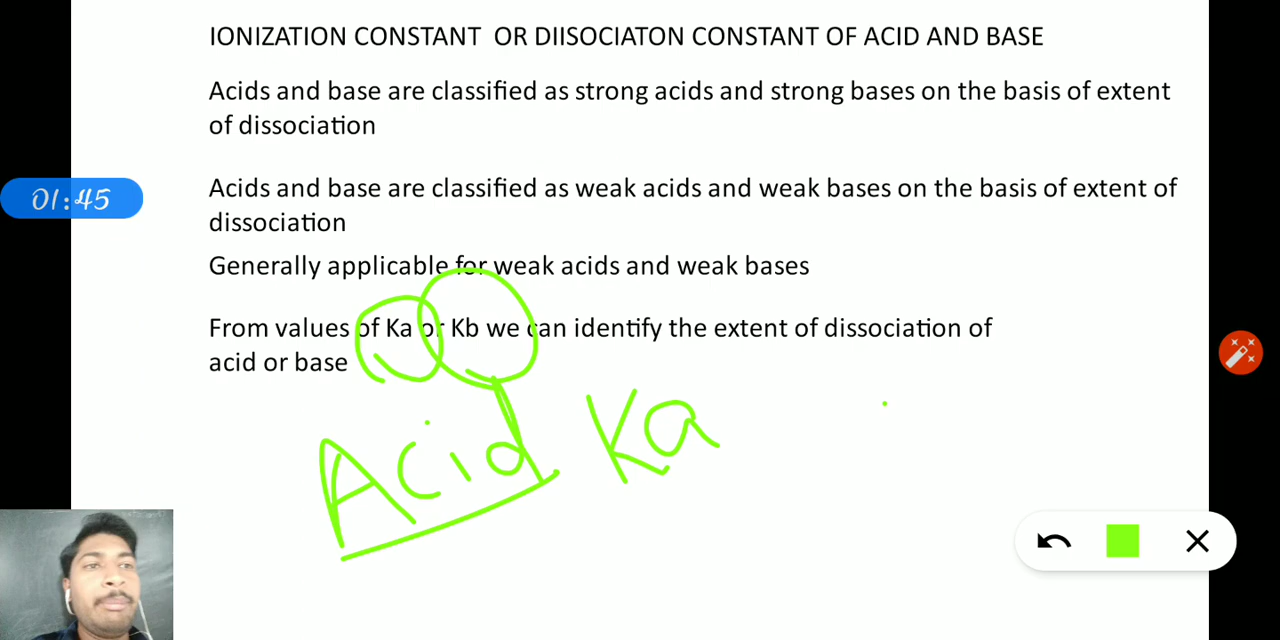 IONIZATION CONSTANT OR DIISOCIATON CONSTANT OF ACID AND BASE
Acids and base are classified as strong acids and strong bases on the basis of extent
of dissociation
Acids and base are classified as weak acids and weak bases on the basis of extent of
dissociation
01:45
Generally applicable for weak acids and weak bases
From values of Ka or Kb we can identify the extent of dissociation of
acid or base
Acid Ka